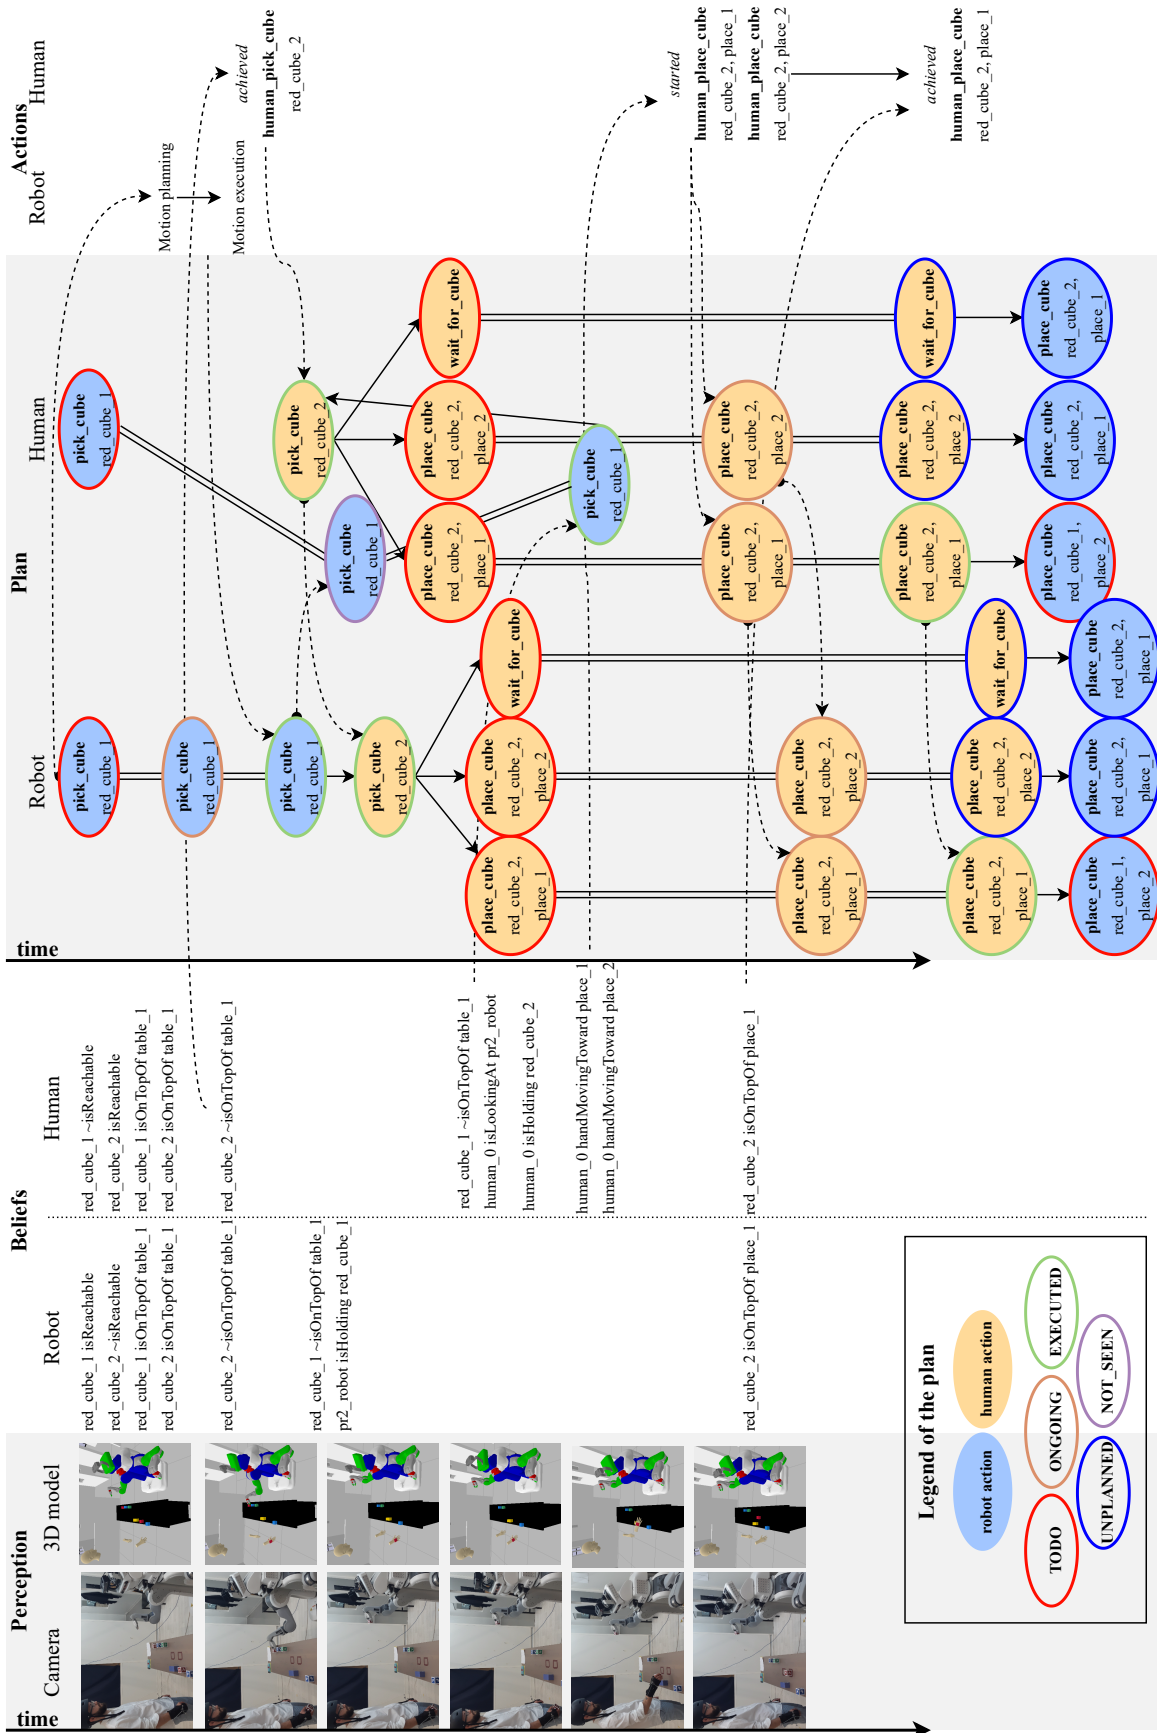 Perception
Camera
3D model
time
Beliefs
Robot
Human
red_cube_1 isReachable
red_cube_2 ~isReachable
red_cube_1 isOnTopOf table_1
red_cube_2 isOnTopOf table_1
red_cube_2 ~isOnTopOf table_1
red_cube_1 ~isOnTopOf table_1
pr2_robot isHolding red_cube_1
red_cube_2 isOnTopOf place_1
red_cube_1 ~isReachable
red_cube_2 isReachable
red_cube_1 isOnTopOf table_1
red_cube_2 isOnTopOf table_1
red_cube_2 ~isOnTopOf table_1
red_cube_1 ~isOnTopOf table_1
human_0 isLookingAt pr2_robot
human_0 isHolding red_cube_2
human_0 handMovingToward place_1
human_0 handMovingToward place_2
red_cube_2 isOnTopOf place_1
time
Plan
Robot
Human
pick_cube
red_cube_1
pick_cube
red_cube_1
pick_cube
red_cube_1
pick_cube
red_cube_2
place_cube
red_cube_2,
place_1
place_cube
red_cube_2,
place_2
wait_for_cube
place_cube
red_cube_2,
place_1
place_cube
red_cube_2,
place_2
place_cube
red_cube_2,
place_1
place_cube
red_cube_2,
place_2
wait_for_cube
place_cube
red_cube_1,
place_2
place_cube
red_cube_2,
place_1
place_cube
red_cube_2,
place_1
pick_cube
red_cube_1
pick_cube
red_cube_2
pick_cube
red_cube_1
place_cube
red_cube_2,
place_1
place_cube
red_cube_2,
place_2
wait_for_cube
pick_cube
red_cube_1
place_cube
red_cube_2,
place_1
place_cube
red_cube_2,
place_2
place_cube
red_cube_2,
place_1
place_cube
red_cube_2,
place_2
wait_for_cube
place_cube
red_cube_1,
place_2
place_cube
red_cube_2,
place_1
place_cube
red_cube_2,
place_1
Actions
Robot
Human
Motion planning
Motion execution
achieved
human_pick_cube
red_cube_2
started
human_place_cube
red_cube_2, place_1
human_place_cube
red_cube_2, place_2
achieved
human_place_cube
red_cube_2, place_1
Legend of the plan
robot action
human action
TODO
ONGOING
EXECUTED
UNPLANNED
NOT_SEEN